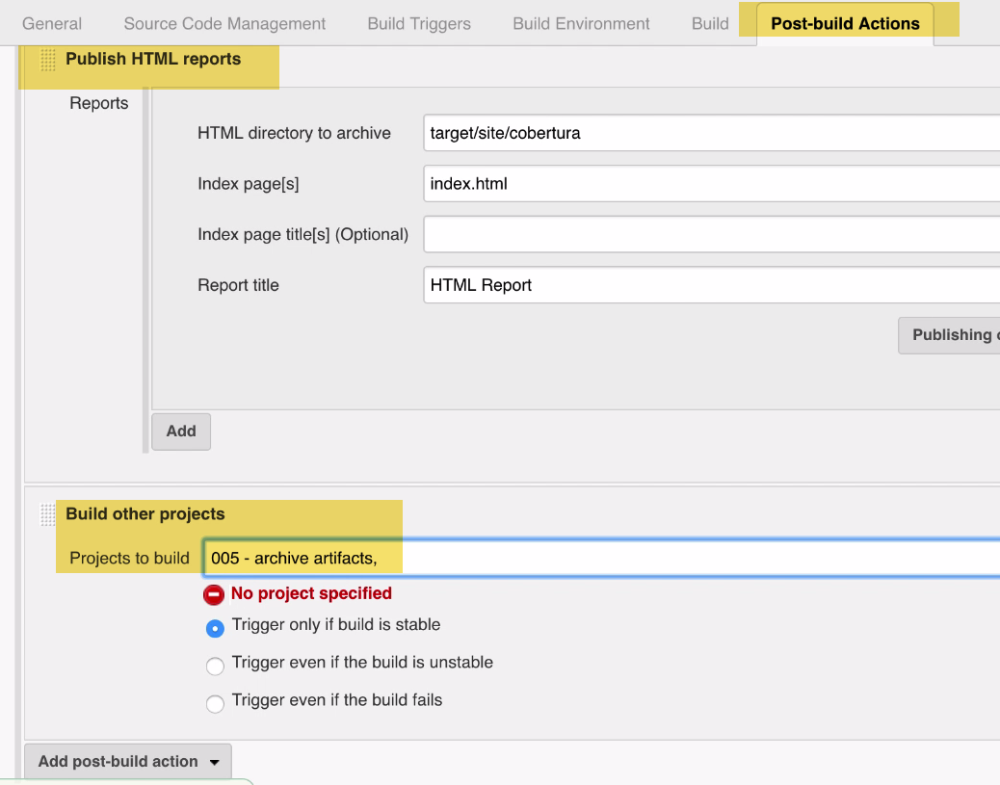 General Source Code Management Build Triggers Build Environment Build Post-build Actions
Publish HTML reports
Reports
HTML directory to archive target/site/cobertura
Index page[s] index.html
Index page title[s] (Optional)
Report title HTML Report
Publishing
Add
Build other projects
Projects to build 005 - archive artifacts,
No project specified
Trigger only if build is stable
Trigger even if the build is unstable
Trigger even if the build fails
Add post-build action